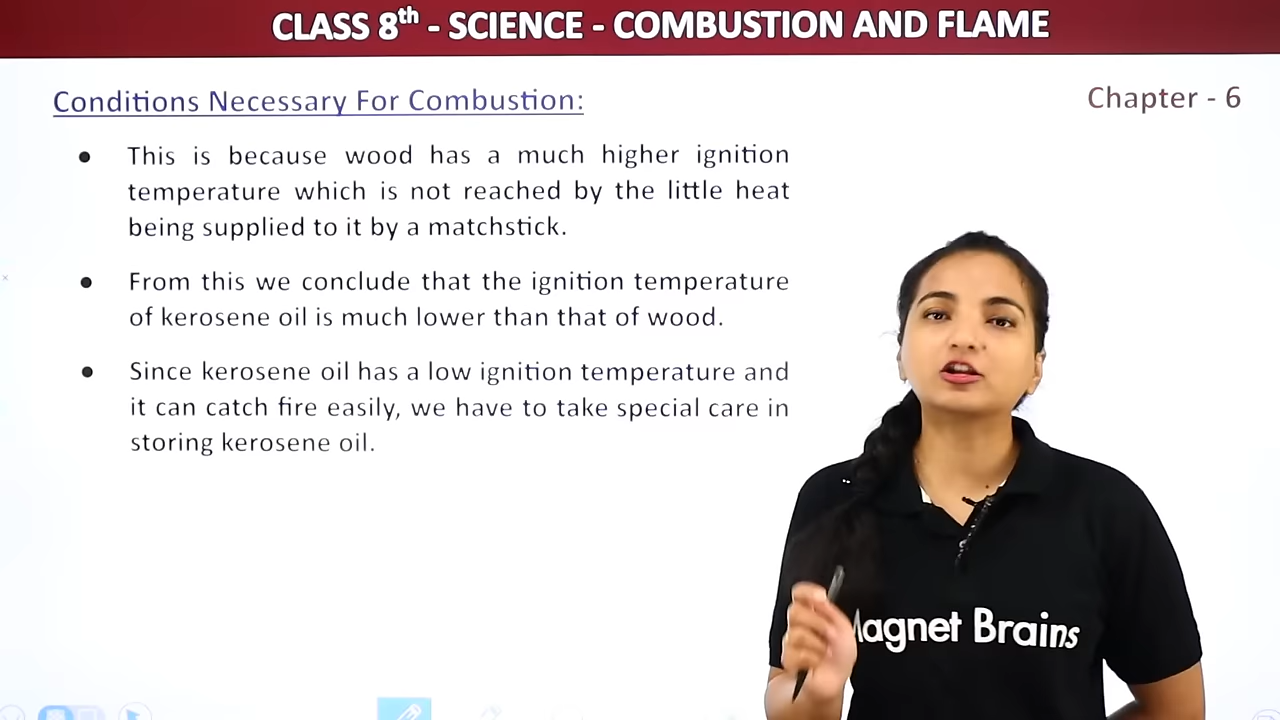 CLASS 8th - SCIENCE - COMBUSTION AND FLAME
Conditions Necessary For Combustion:
Chapter - 6
• This is because wood has a much higher ignition
temperature which is not reached by the little heat
being supplied to it by a matchstick.
• From this we conclude that the ignition temperature
of kerosene oil is much lower than that of wood.
• Since kerosene oil has a low ignition temperature and
it can catch fire easily, we have to take special care in
storing kerosene oil.
Magnet Brains